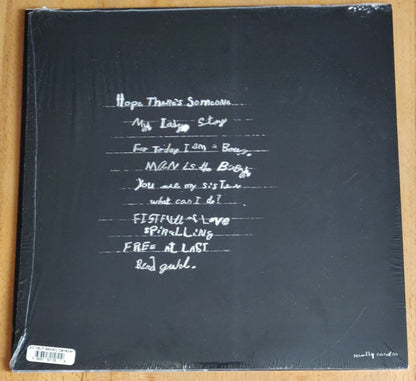 Hope There's Someone
My Lady Story
For Today I Am a Boy
MAN is the Baby
You are my sister
what can I do?
FISTFULL of Love
SPiRaLLiNG
FREE at LAST
Bird guhl.